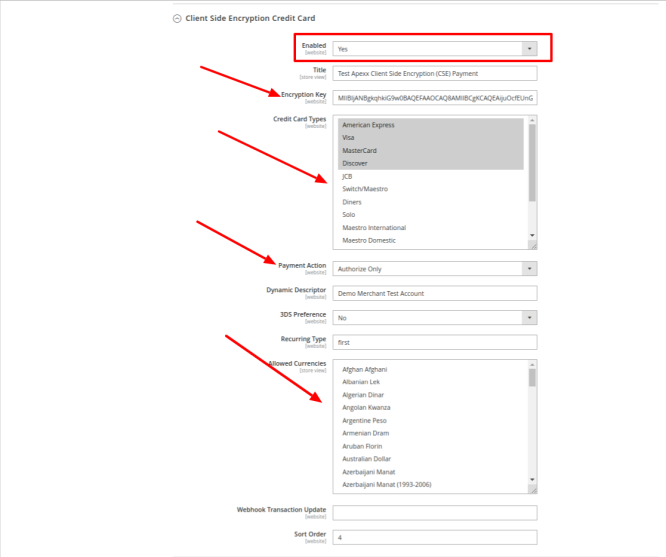 Client Side Encryption Credit Card
Enabled
[website]
Yes
Title
[store view]
Test Apexx Client Side Encryption (CSE) Payment
Encryption Key
[website]
Credit Card Types
[website]
American Express
Visa
MasterCard
Discover
JCB
Switch/Maestro
Diners
Solo
Maestro International
Maestro Domestic
Payment Action
[website]
Authorize Only
Dynamic Descriptor
[website]
Demo Merchant Test Account
3DS Preference
[website]
No
Recurring Type
[website]
first
Allowed Currencies
[store view]
Afghan Afghani
Albanian Lek
Algerian Dinar
Angolan Kwanza
Argentine Peso
Armenian Dram
Aruban Florin
Australian Dollar
Azerbaijani Manat
Azerbaijani Manat (1993-2006)
Webhook Transaction Update
[website]
Sort Order
[website]
4